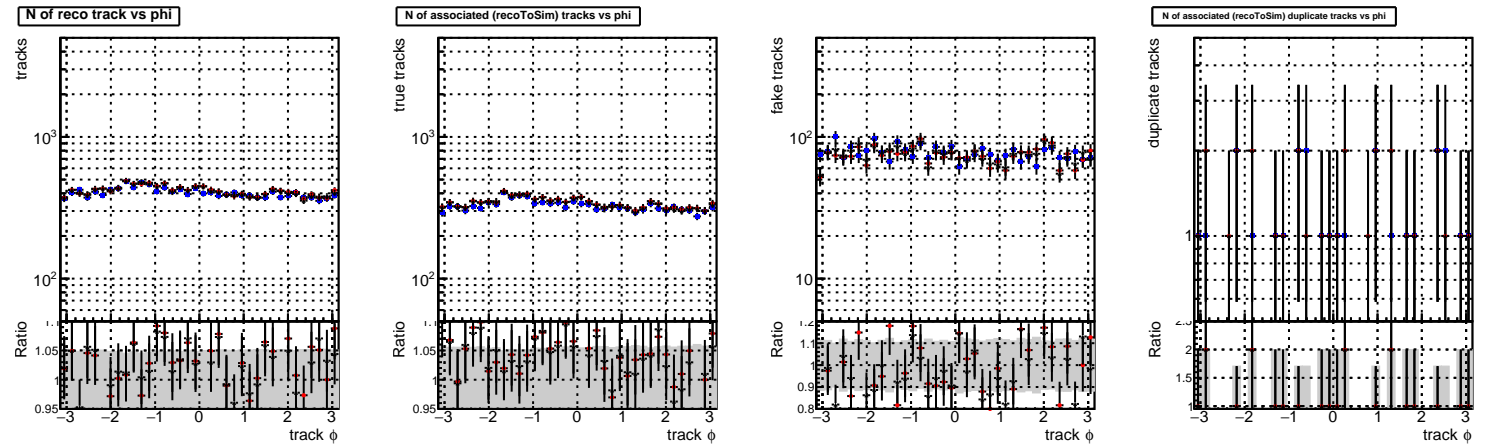 N of reco track vs phi
tracks
10³
10²
Ratio
1.1
1.05
1
0.95
−3 −2 −1 0 1 2 3
track ϕ
N of associated (recoToSim) tracks vs phi
true tracks
10³
10²
Ratio
1.1
1.05
1
0.95
−3 −2 −1 0 1 2 3
track ϕ
fake tracks
10²
10
Ratio
1.2
1.1
1
0.9
0.8
−3 −2 −1 0 1 2 3
track ϕ
N of associated (recoToSim) duplicate tracks vs phi
duplicate tracks
1
Ratio
2.5
2
1.5
1
−3 −2 −1 0 1 2 3
track ϕ